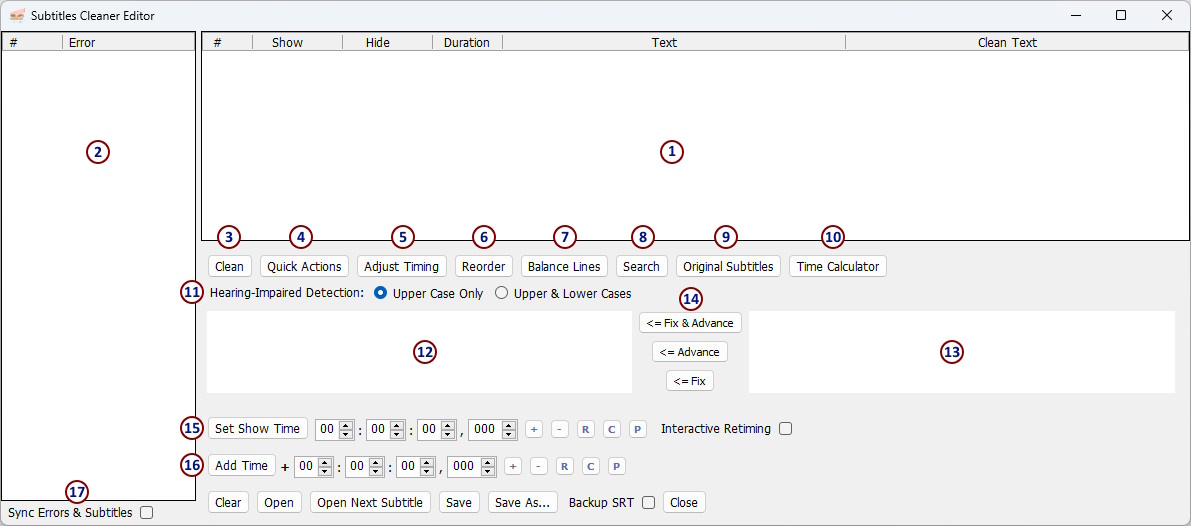 Subtitles Cleaner Editor
# Error # Show Hide Duration Text Clean Text
2 1
3 4 5 6 7 8 9 10
Clean Quick Actions Adjust Timing Reorder Balance Lines Search Original Subtitles Time Calculator
11 Hearing-Impaired Detection: Upper Case Only Upper & Lower Cases
14
<= Fix & Advance
12 <= Advance 13
<= Fix
15 Set Show Time 00 : 00 : 00 , 000 + - R C P Interactive Retiming
16 Add Time + 00 : 00 : 00 , 000 + - R C P
17
Clear Open Open Next Subtitle Save Save As... Backup SRT Close
Sync Errors & Subtitles